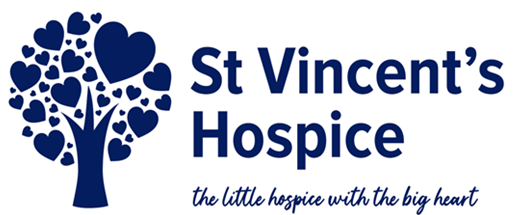 St Vincent's
Hospice
the little hospice with the big heart